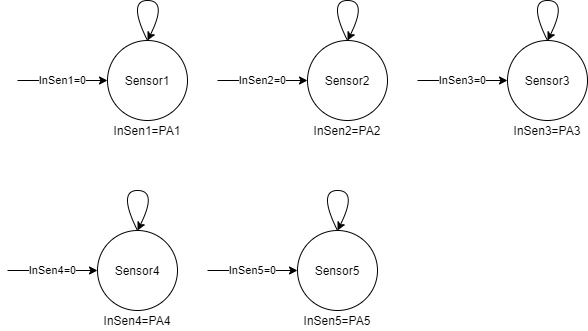 InSen1=0 Sensor1 InSen2=0 Sensor2 InSen3=0 Sensor3
InSen1=PA1 InSen2=PA2 InSen3=PA3
InSen4=0 Sensor4 InSen5=0 Sensor5
InSen4=PA4 InSen5=PA5